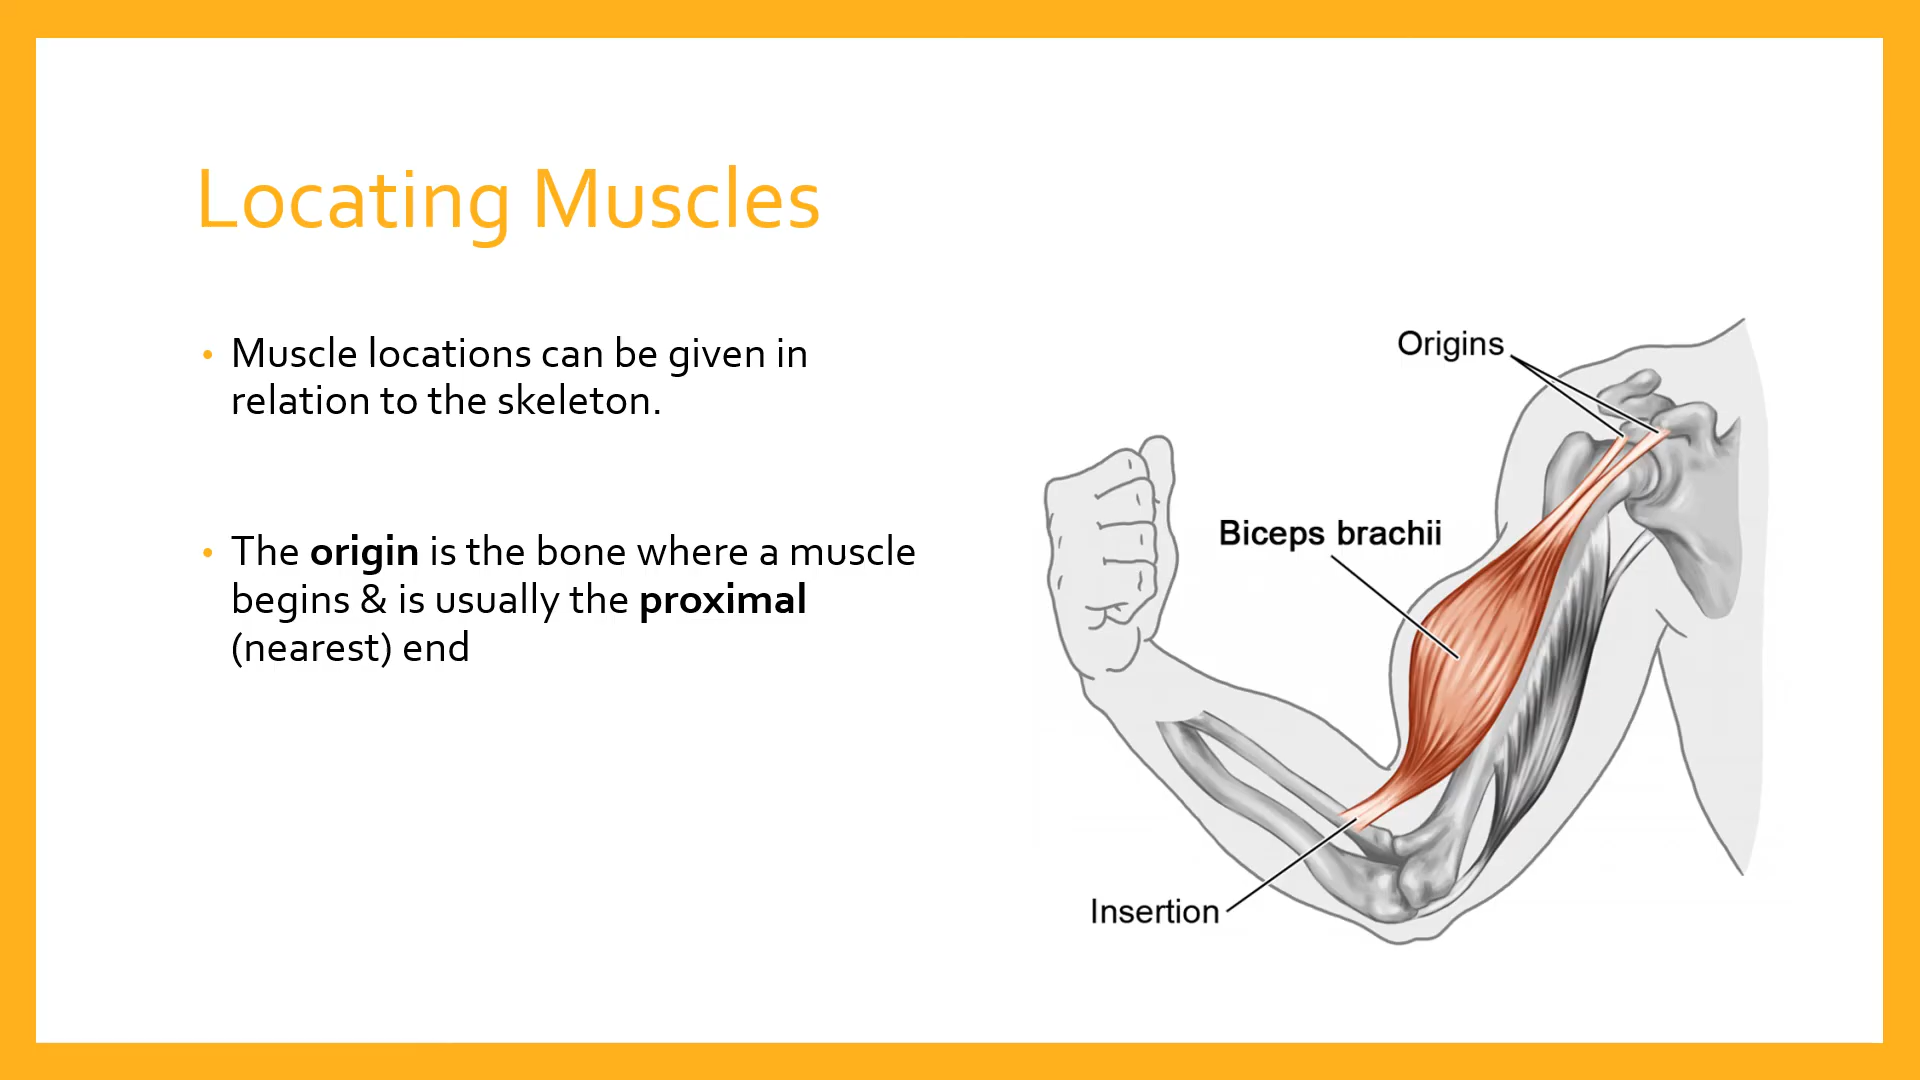 Locating Muscles
• Muscle locations can be given in
relation to the skeleton.
• The origin is the bone where a muscle
begins & is usually the proximal
(nearest) end
Origins
Biceps brachii
Insertion